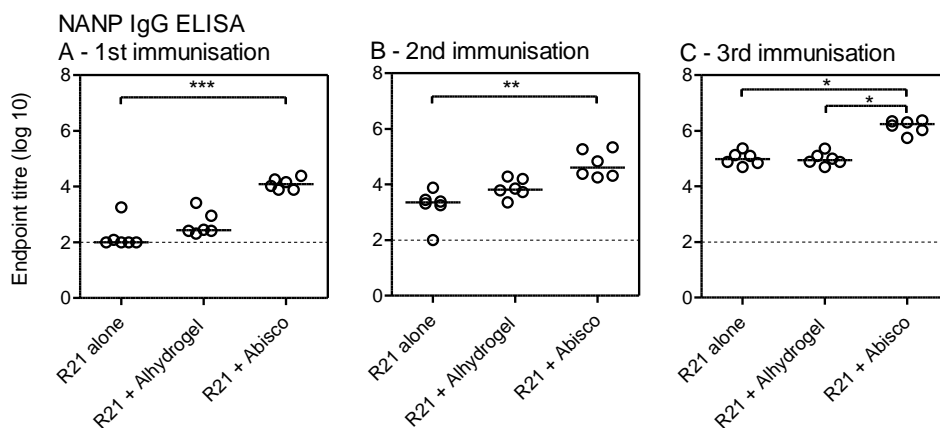 NANP IgG ELISA
A - 1st immunisation
B - 2nd immunisation
C - 3rd immunisation
Endpoint titre (log 10)
8
6
4
2
0
***
R21 alone
R21 + Alhydrogel
R21 + Abisco
8
6
4
2
0
**
R21 alone
R21 + Alhydrogel
R21 + Abisco
8
6
4
2
0
*
*
R21 alone
R21 + Alhydrogel
R21 + Abisco